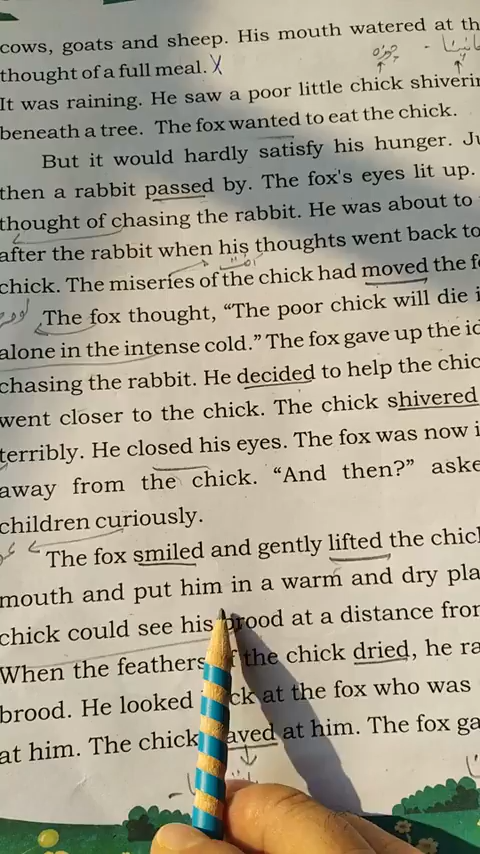 cows, goats and sheep. His mouth watered at th
thought of a full meal.
چوزہ
It was raining. He saw a poor little chick shiverin
beneath a tree. The fox wanted to eat the chick.
But it would hardly satisfy his hunger. Ju
then a rabbit passed by. The fox's eyes lit up.
thought of chasing the rabbit. He was about to
after the rabbit when his thoughts went back to
chick. The miseries of the chick had moved the f
The fox thought, “The poor chick will die i
alone in the intense cold.” The fox gave up the id
chasing the rabbit. He decided to help the chic
went closer to the chick. The chick shivered
terribly. He closed his eyes. The fox was now i
away from the chick. “And then?” aske
children curiously.
The fox smiled and gently lifted the chick
mouth and put him in a warm and dry pla
chick could see his brood at a distance fror
When the feathers the chick dried, he ra
brood. He looked ck at the fox who was
at him. The chick aved at him. The fox ga